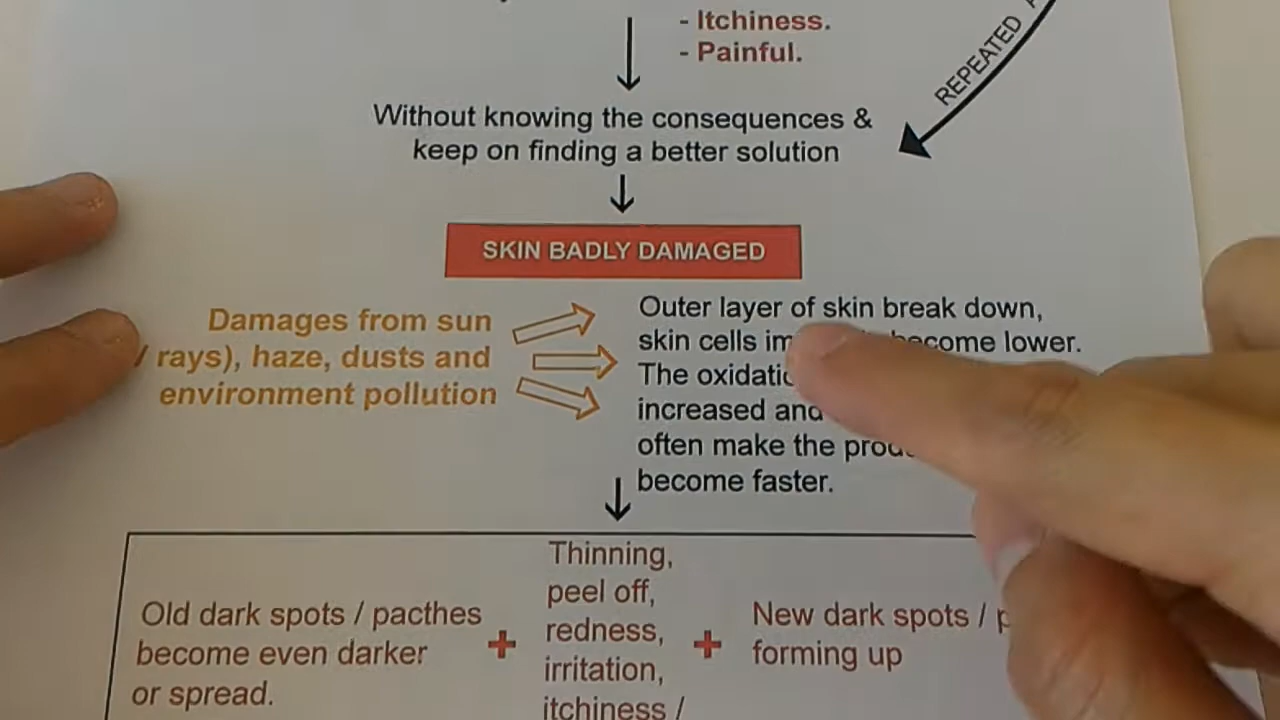 - Itchiness.
- Painful.
REPEATED
Without knowing the consequences &
keep on finding a better solution
SKIN BADLY DAMAGED
Damages from sun
rays), haze, dusts and
environment pollution
Outer layer of skin break down,
skin cells become lower.
The
increased and
often make the
become faster.
Old dark spots / pacthes
become even darker
or spread.
Thinning,
peel off,
redness,
irritation,
itchiness /
New dark spots /
forming up